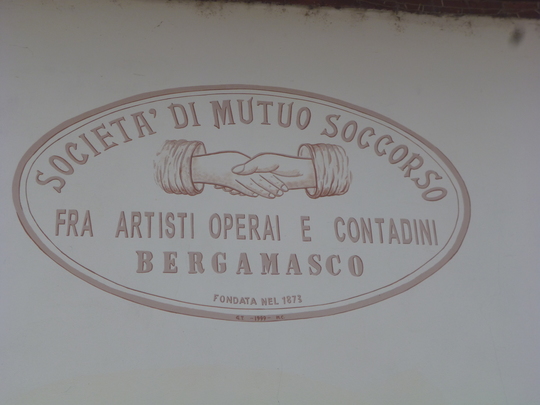 SOCIETA' DI MUTUO SOCCORSO
FRA ARTISTI OPERAI E CONTADINI
BERGAMASCO
FONDATA NEL 1873